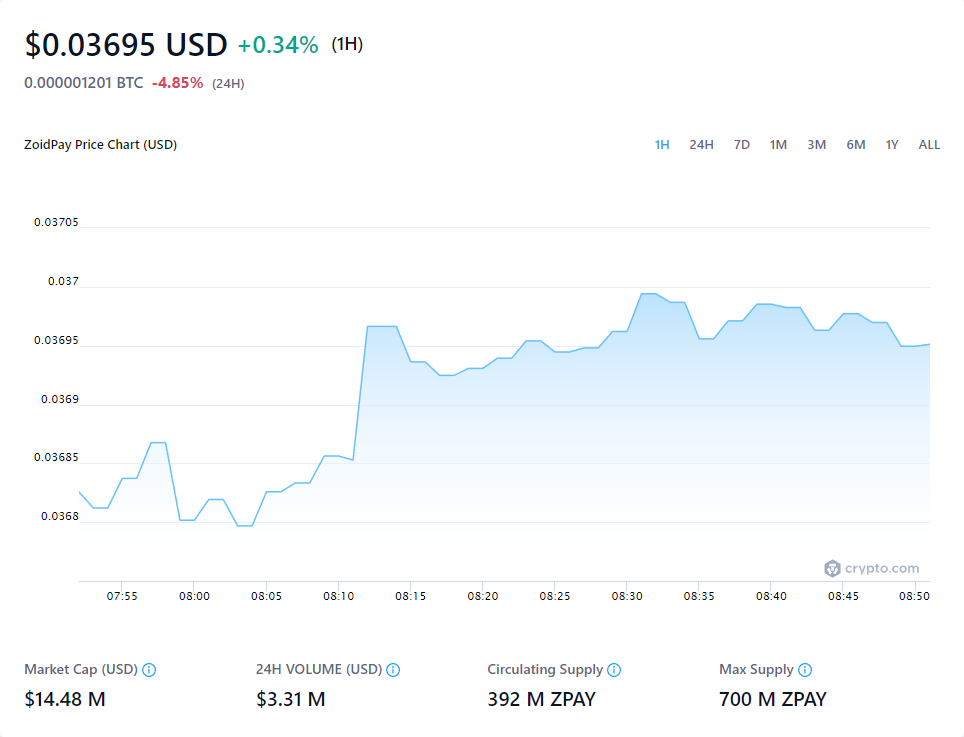 $0.03695 USD +0.34% (1H)
0.000001201 BTC -4.85% (24H)
ZoidPay Price Chart (USD)
1H 24H 7D 1M 3M 6M 1Y ALL
0.03705
0.037
0.03695
0.0369
0.03685
0.0368
crypto.com
07:55 08:00 08:05 08:10 08:15 08:20 08:25 08:30 08:35 08:40 08:45 08:50
Market Cap (USD) 24H VOLUME (USD) Circulating Supply Max Supply
$14.48 M $3.31 M 392 M ZPAY 700 M ZPAY